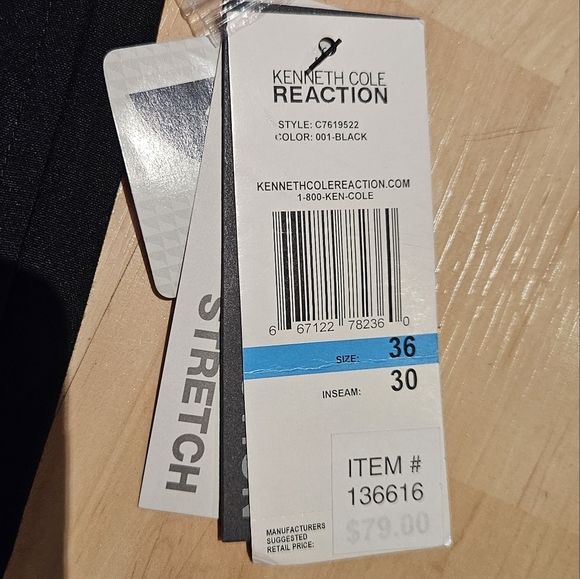 KENNETH COLE
REACTION
STYLE: C7619522
COLOR: 001-BLACK
KENNETHCOLEREACTION.COM
1-800-KEN-COLE
6 67122 78236 0
SIZE: 36
INSEAM: 30
ITEM #
136616
$79.00
MANUFACTURERS
SUGGESTED
RETAIL PRICE:
STRETCH